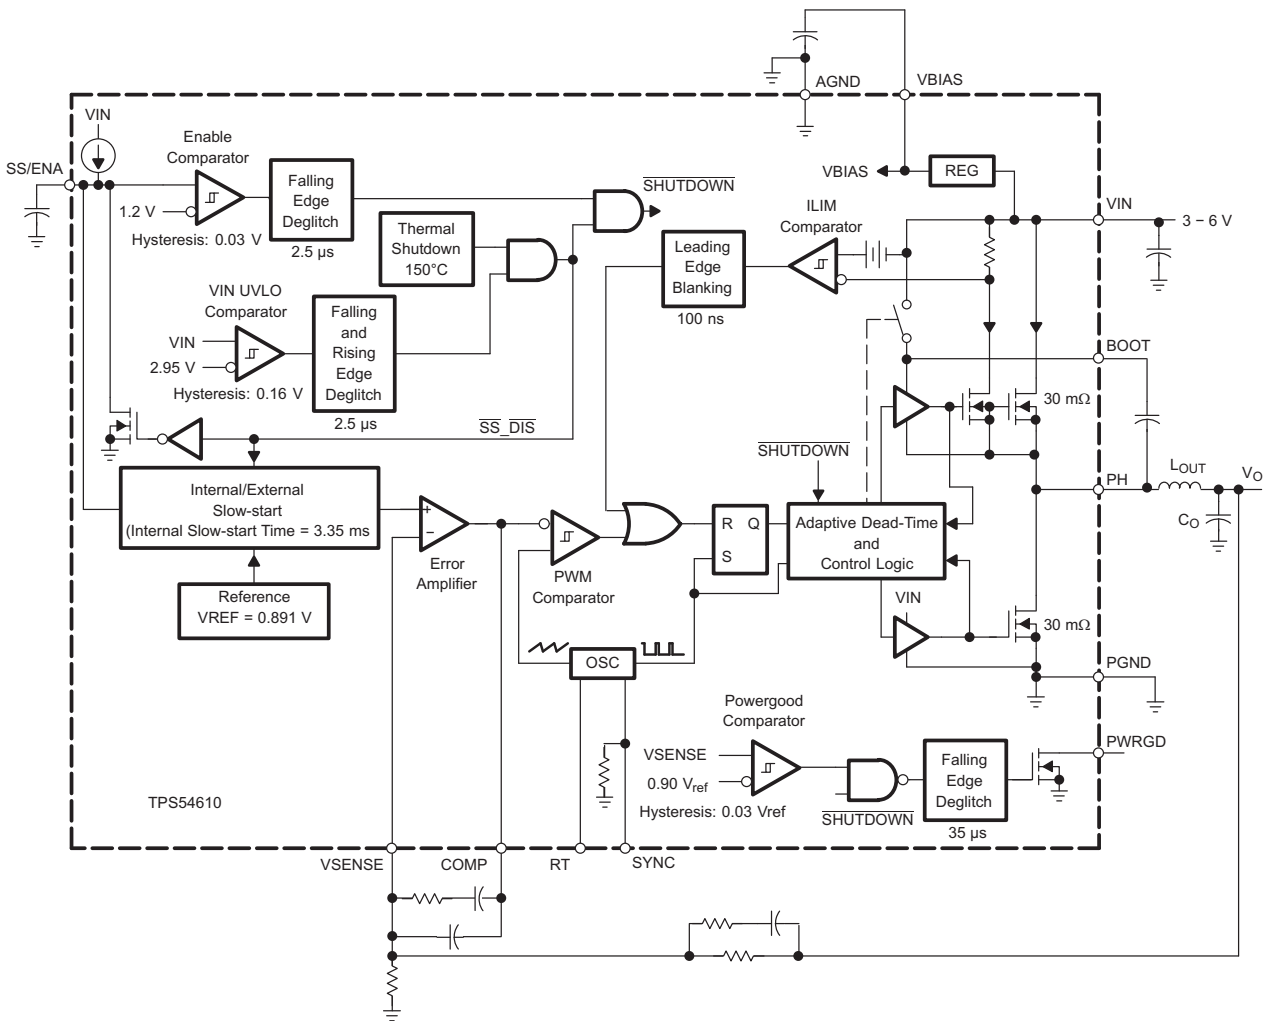 AGND
VBIAS
VIN
Enable
Comparator
SS/ENA
1.2 V
Hysteresis: 0.03 V
Falling
Edge
Deglitch
2.5 µs
SHUTDOWN
VBIAS
REG
VIN
3 – 6 V
Thermal
Shutdown
150°C
ILIM
Comparator
Leading
Edge
Blanking
100 ns
VIN UVLO
Comparator
VIN
2.95 V
Hysteresis: 0.16 V
Falling
and
Rising
Edge
Deglitch
2.5 µs
BOOT
30 mΩ
SS_DIS
SHUTDOWN
PH
LOUT
VO
CO
Internal/External
Slow-start
(Internal Slow-start Time = 3.35 ms
+
−
Error
Amplifier
PWM
Comparator
R Q
S
Adaptive Dead-Time
and
Control Logic
Reference
VREF = 0.891 V
VIN
30 mΩ
OSC
PGND
Powergood
Comparator
VSENSE
0.90 Vref
Hysteresis: 0.03 Vref
SHUTDOWN
Falling
Edge
Deglitch
35 µs
PWRGD
TPS54610
VSENSE
COMP
RT
SYNC